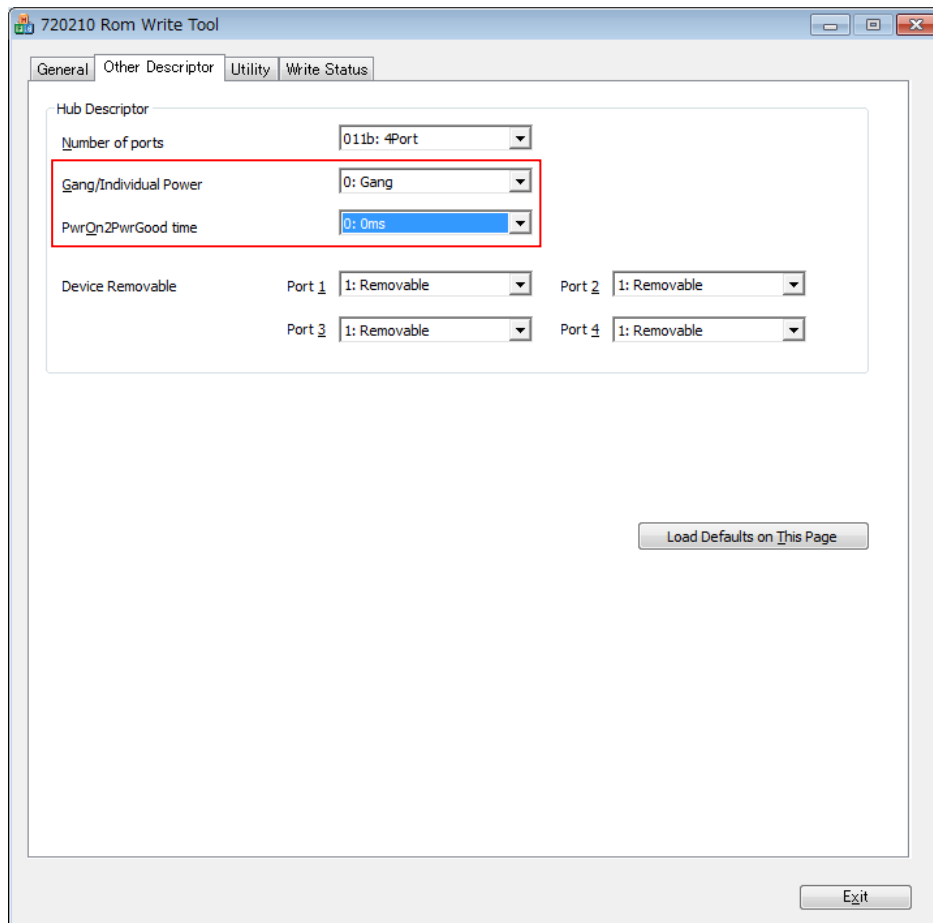 720210 Rom Write Tool
General Other Descriptor Utility Write Status
Hub Descriptor
Number of ports 011b: 4Port
Gang/Individual Power 0: Gang
PwrOn2PwrGood time 0: 0ms
Device Removable Port 1 1: Removable Port 2 1: Removable
Port 3 1: Removable Port 4 1: Removable
Load Defaults on This Page
Exit